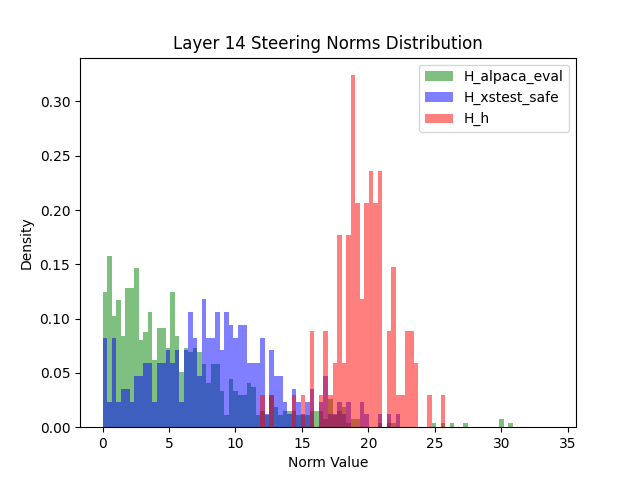 Layer 14 Steering Norms Distribution
H_alpaca_eval
H_xstest_safe
H_h
Density
0.30
0.25
0.20
0.15
0.10
0.05
0.00
0 5 10 15 20 25 30 35
Norm Value